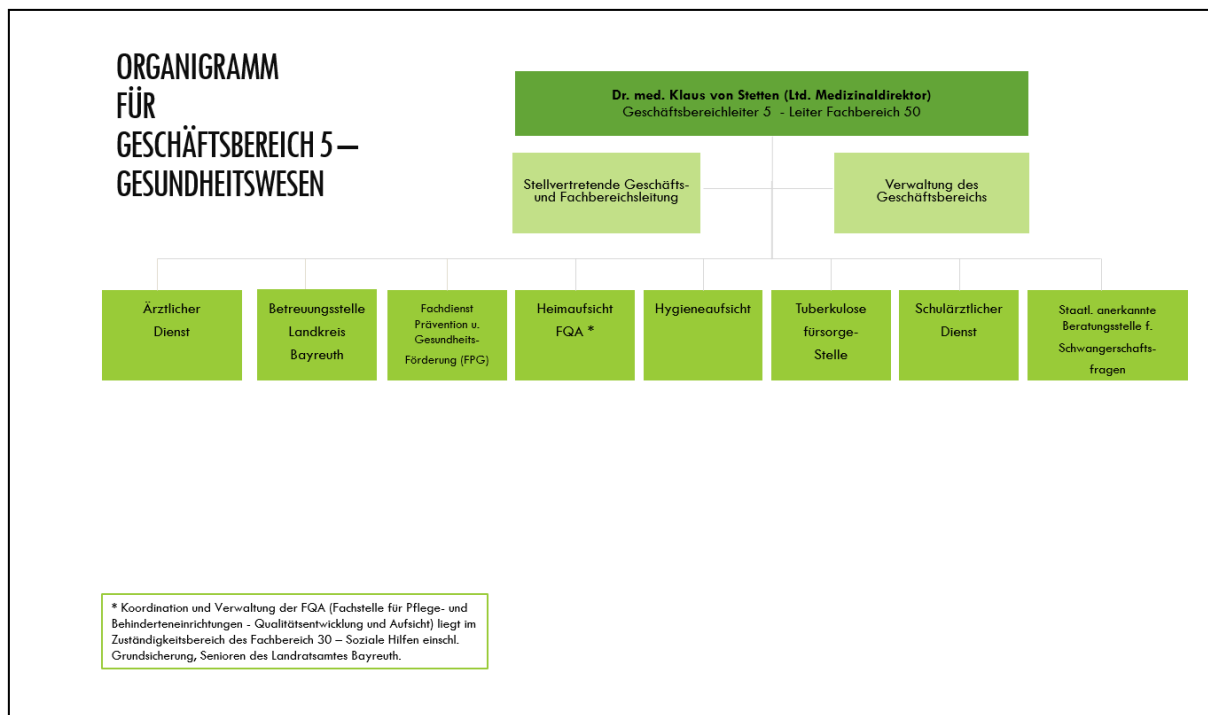 ORGANIGRAMM
FÜR
GESCHÄFTSBEREICH 5 –
GESUNDHEITSWESEN
Dr. med. Klaus von Stetten (Ltd. Medizinaldirektor)
Geschäftsbereichleiter 5 - Leiter Fachbereich 50
Stellvertretende Geschäfts-
und Fachbereichsleitung
Verwaltung des
Geschäftsbereichs
Ärztlicher
Dienst
Betreuungsstelle
Landkreis
Bayreuth
Fachdienst
Prävention u.
Gesundheits-
Förderung (FPG)
Heimaufsicht
FQA *
Hygieneaufsicht
Tuberkulose
fürsorge-
Stelle
Schulärztlicher
Dienst
Staatl. anerkannte
Beratungsstelle f.
Schwangerschafts-
fragen
* Koordination und Verwaltung der FQA (Fachstelle für Pflege- und
Behinderteneinrichtungen - Qualitätsentwicklung und Aufsicht) liegt im
Zuständigkeitsbereich des Fachbereich 30 – Soziale Hilfen einschl.
Grundsicherung, Senioren des Landratsamtes Bayreuth.